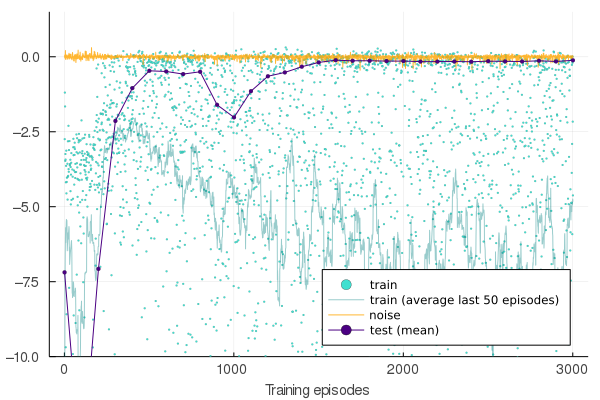 0.0
−2.5
−5.0
−7.5
−10.0
train
train (average last 50 episodes)
noise
test (mean)
0 1000 2000 3000
Training episodes